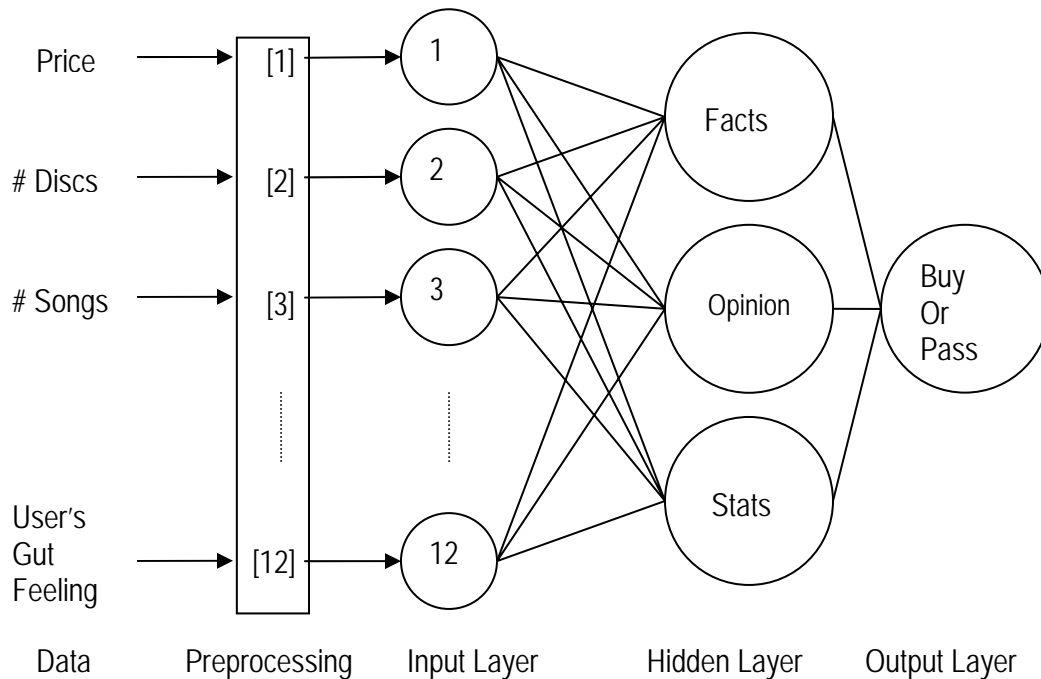 Price
[1]
1
Facts
# Discs
[2]
2
# Songs
[3]
3
Opinion
Buy
Or
Pass
User's
Gut
Feeling
[12]
12
Stats
Data
Preprocessing
Input Layer
Hidden Layer
Output Layer